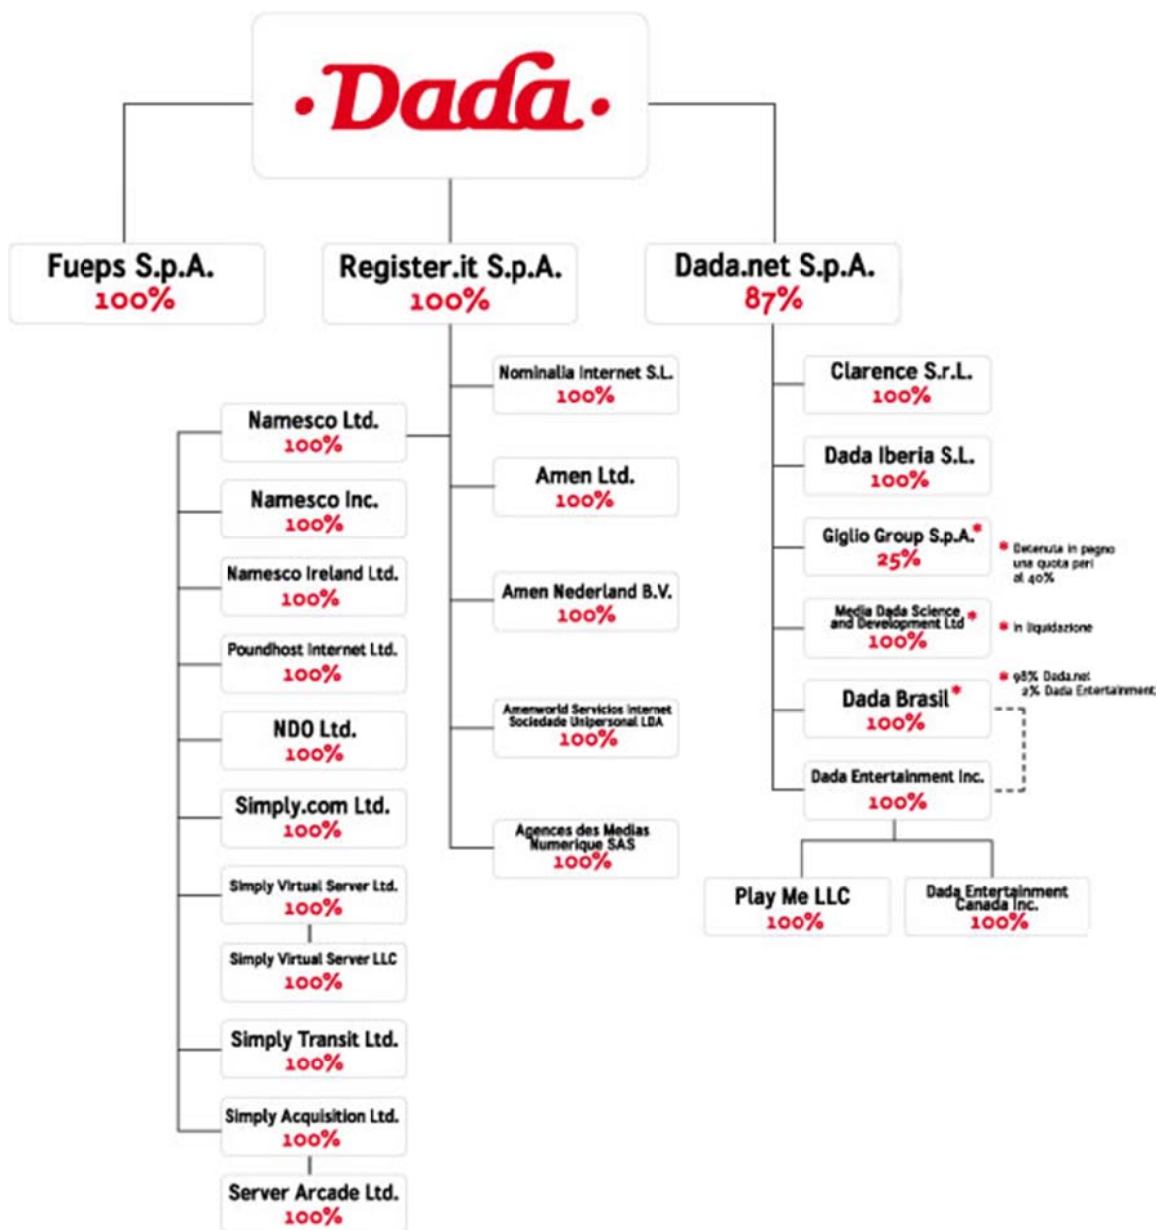 Dada
Fueps S.p.A.
100%
Register.it S.p.A.
100%
Dada.net S.p.A.
87%
Nominalia Internet S.L.
100%
Amen Ltd.
100%
Amen Nederland B.V.
100%
Amenworld Servicios Internet
Sociedade Unipersonal LDA
100%
Agences des Medias
Numerique SAS
100%
Namesco Ltd.
100%
Namesco Inc.
100%
Namesco Ireland Ltd.
100%
Poundhost Internet Ltd.
100%
NDO Ltd.
100%
Simply.com Ltd.
100%
Simply Virtual Server Ltd.
100%
Simply Virtual Server LLC
100%
Simply Transit Ltd.
100%
Simply Acquisition Ltd.
100%
Server Arcade Ltd.
100%
Clarence S.r.L.
100%
Dada Iberia S.L.
100%
Giglio Group S.p.A.*
25%
* Detenuta in pegno
una quota pari
al 40%
Media Dada Science
and Development Ltd *
100%
* In liquidazione
Dada Brasil*
100%
* 98% Dada.net
2% Dada Entertainment
Dada Entertainment Inc.
100%
Play Me LLC
100%
Dada Entertainment
Canada Inc.
100%